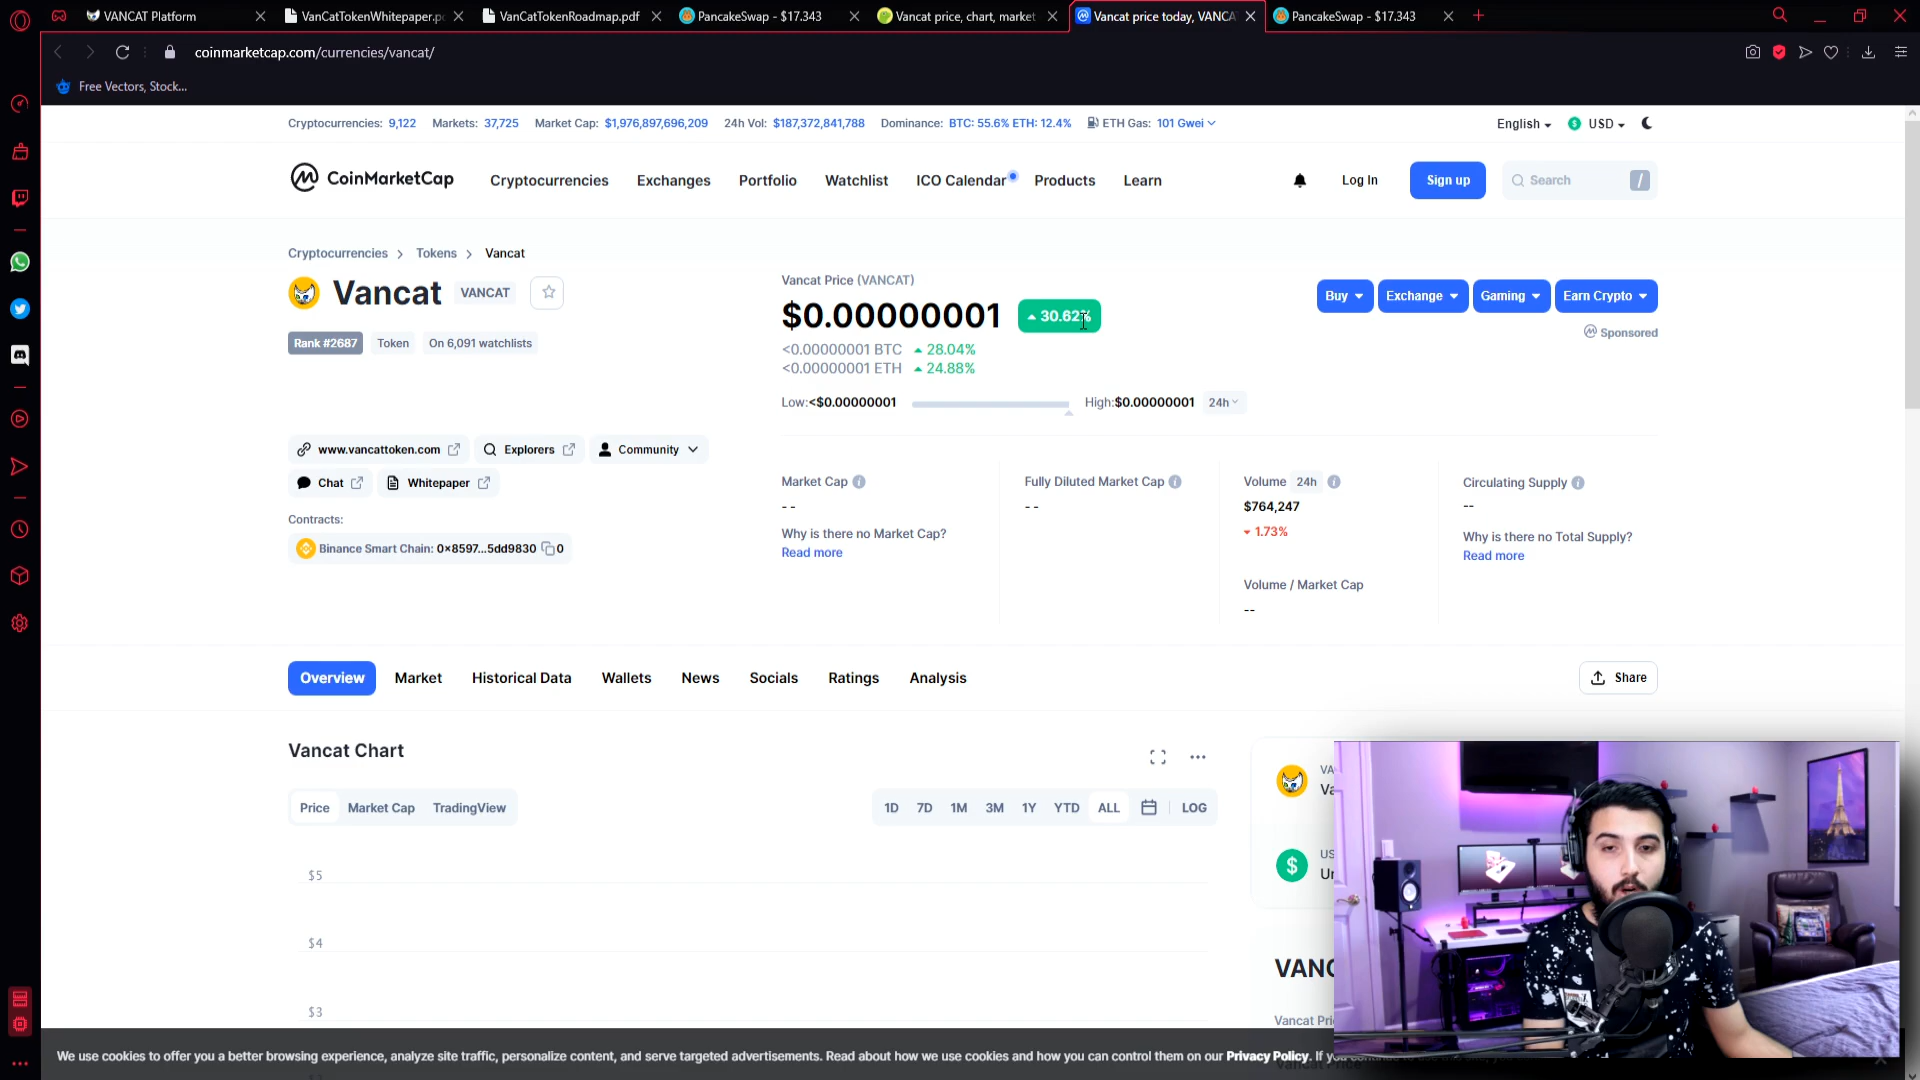 VANCAT Platform
VanCatTokenWhitepaper.p
VanCatTokenRoadmap.pdf
PancakeSwap - $17.343
Vancat price, chart, market
Vancat price today, VANCA
PancakeSwap - $17.343
coinmarketcap.com/currencies/vancat/
Free Vectors, Stock...
Cryptocurrencies: 9,122 Markets: 37,725 Market Cap: $1,976,897,696,209 24h Vol: $187,372,841,788 Dominance: BTC: 55.6% ETH: 12.4% ETH Gas: 101 Gwei
English USD
CoinMarketCap
Cryptocurrencies Exchanges Portfolio Watchlist ICO Calendar Products Learn
Log In Sign up Search /
Cryptocurrencies > Tokens > Vancat
Vancat VANCAT
Rank #2687 Token On 6,091 watchlists
Vancat Price (VANCAT)
$0.00000001 30.62%
<0.00000001 BTC 28.04%
<0.00000001 ETH 24.88%
Low:<$0.00000001 High:$0.00000001 24h
Buy Exchange Gaming Earn Crypto
Sponsored
www.vancattoken.com Explorers Community
Chat Whitepaper
Contracts:
Binance Smart Chain: 0x8597...5dd9830 0
Market Cap
- -
Why is there no Market Cap?
Read more
Fully Diluted Market Cap
- -
Volume 24h
$764,247
1.73%
Volume / Market Cap
--
Circulating Supply
--
Why is there no Total Supply?
Read more
Overview Market Historical Data Wallets News Socials Ratings Analysis
Share
Vancat Chart
Price Market Cap TradingView
1D 7D 1M 3M 1Y YTD ALL LOG
$5
$4
$3
VA
Va
$
US
Un
VANC
Vancat Pri
We use cookies to offer you a better browsing experience, analyze site traffic, personalize content, and serve targeted advertisements. Read about how we use cookies and how you can control them on our Privacy Policy. If y